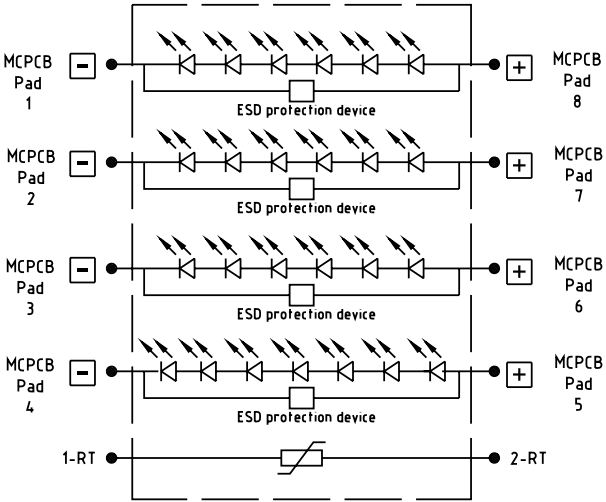 MCPCB
Pad
1
-
+
MCPCB
Pad
8
ESD protection device
MCPCB
Pad
2
-
+
MCPCB
Pad
7
ESD protection device
MCPCB
Pad
3
-
+
MCPCB
Pad
6
ESD protection device
MCPCB
Pad
4
-
+
MCPCB
Pad
5
ESD protection device
1-RT
2-RT